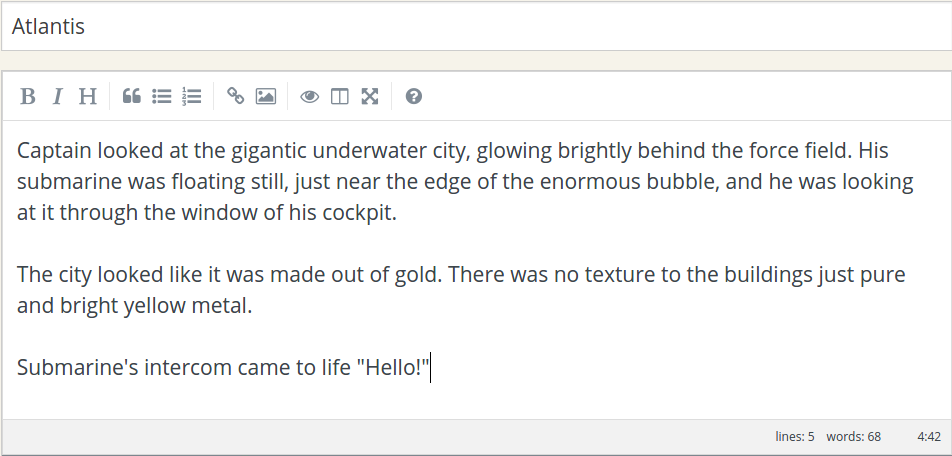 Atlantis
B I H
Captain looked at the gigantic underwater city, glowing brightly behind the force field. His
submarine was floating still, just near the edge of the enormous bubble, and he was looking
at it through the window of his cockpit.
The city looked like it was made out of gold. There was no texture to the buildings just pure
and bright yellow metal.
Submarine's intercom came to life "Hello!"
lines: 5 words: 68 4:42